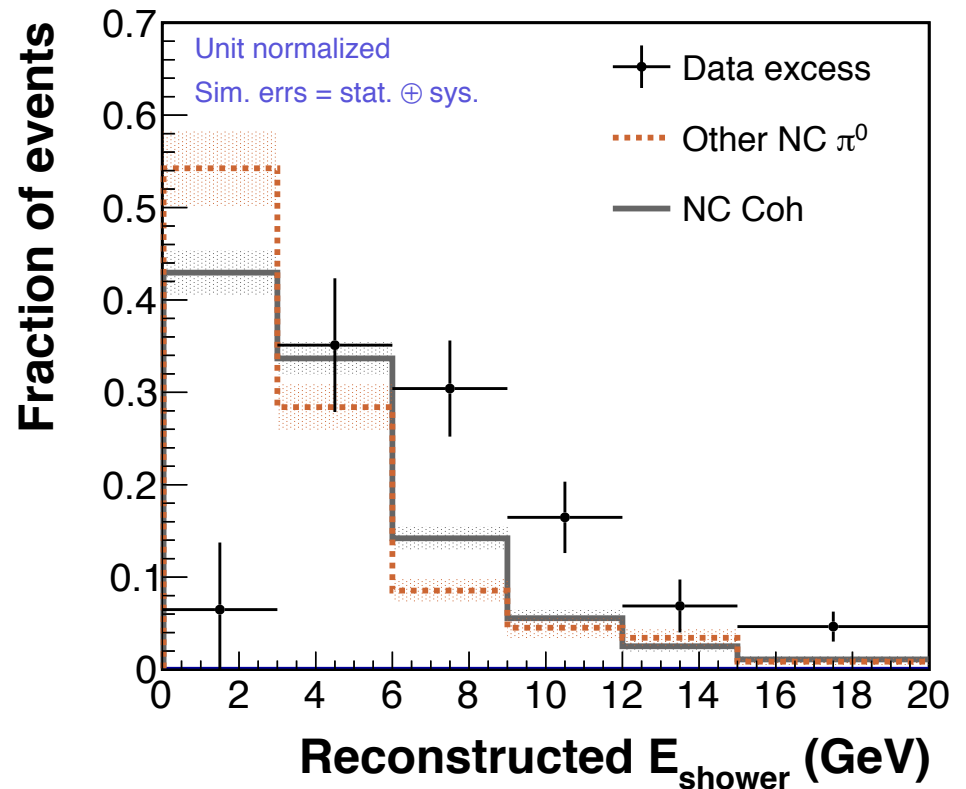 Fraction of events
0.7
0.6
0.5
0.4
0.3
0.2
0.1
0
Unit normalized
Sim. errs = stat. ⊕ sys.
Data excess
Other NC π⁰
NC Coh
0 2 4 6 8 10 12 14 16 18 20
Reconstructed E_shower (GeV)